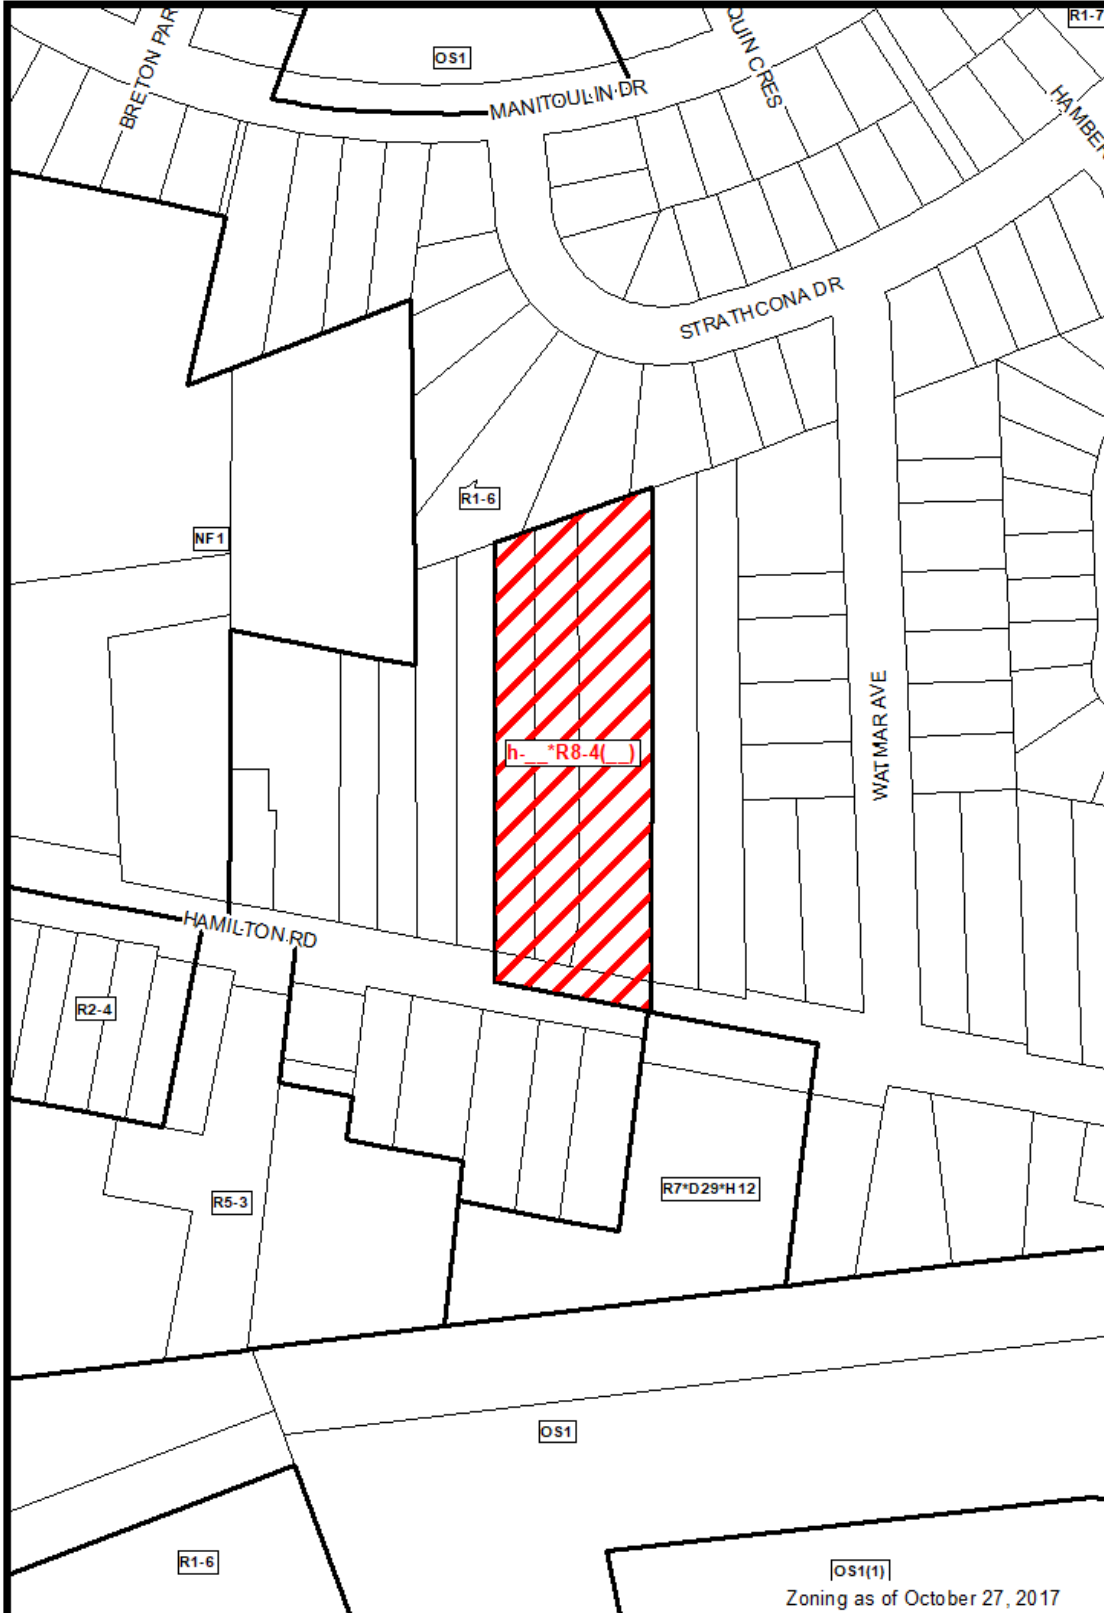 R1-7
OS1
BRETON PAR
MANITOULIN DR
QUIN CRES
HAMBER
STRATHCONA DR
R1-6
NF1
h-__*R8-4(__)
WATMAR AVE
HAMILTON RD
R2-4
R5-3
R7*D29*H12
OS1
R1-6
OS1(1)
Zoning as of October 27, 2017